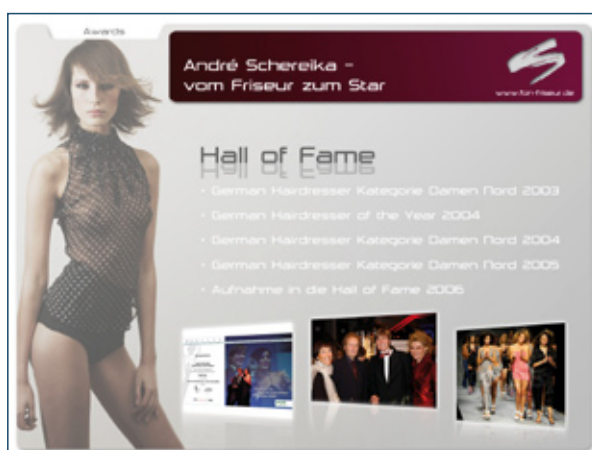 Awards
André Schereika –
vom Friseur zum Star
www.fon-friseur.de
Hall of Fame
• German Hairdresser Kategorie Damen Nord 2003
• German Hairdresser of the Year 2004
• German Hairdresser Kategorie Damen Nord 2004
• German Hairdresser Kategorie Damen Nord 2005
• Aufnahme in die Hall of Fame 2006